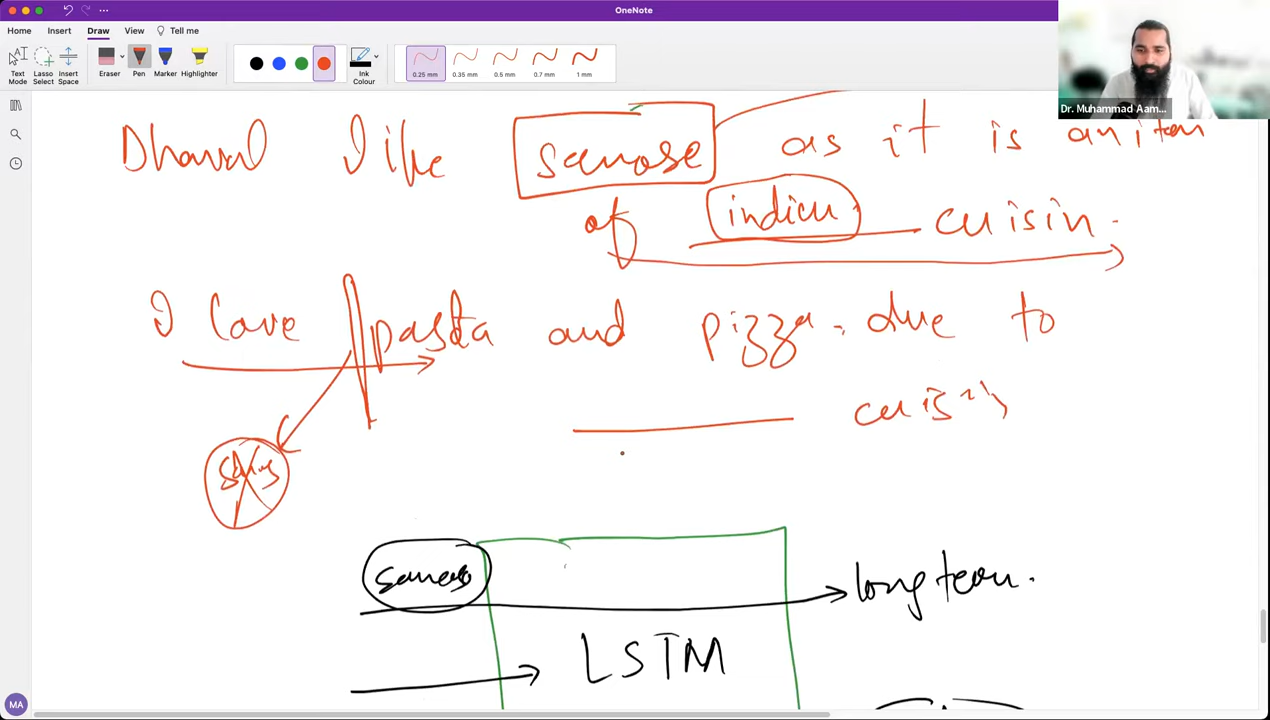 OneNote
Home Insert Draw View Tell me
Text Mode Lasso Select Insert Space Eraser Pen Marker Highlighter Ink Colour 0.25 mm 0.35 mm 0.5 mm 0.7 mm 1 mm
Dr. Muhammad Aam...
Dhaval I like samose as it is an item
of indian cuisin.
I love pasta and pizza. due to
cuisin
samosa
long term.
LSTM
MA